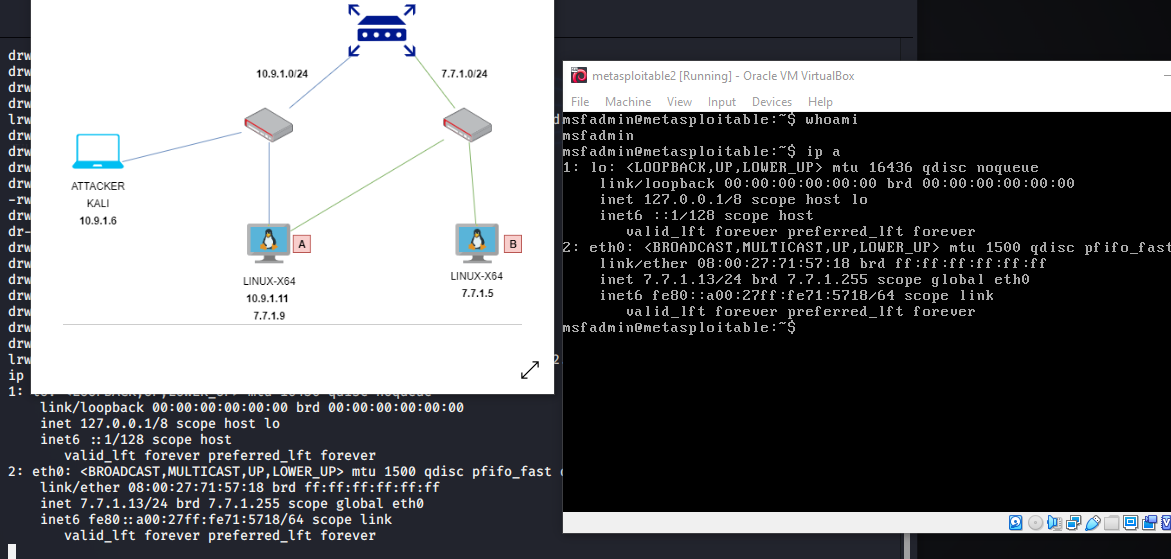 drw
drw
drw
drw
lrw
drw
drw
drw
drw
-rw
drw
dr-
drw
drw
drw
drw
drw
drw
lrw
ip
10.9.1.0/24
7.7.1.0/24
ATTACKER
KALI
10.9.1.6
A
LINUX-X64
10.9.1.11
7.7.1.9
B
LINUX-X64
7.7.1.5
d
2
link/loopback 00:00:00:00:00:00 brd 00:00:00:00:00:00
inet 127.0.0.1/8 scope host lo
inet6 ::1/128 scope host
valid_lft forever preferred_lft forever
2: eth0: <BROADCAST,MULTICAST,UP,LOWER_UP> mtu 1500 qdisc pfifo_fast
link/ether 08:00:27:71:57:18 brd ff:ff:ff:ff:ff:ff
inet 7.7.1.13/24 brd 7.7.1.255 scope global eth0
inet6 fe80::a00:27ff:fe71:5718/64 scope link
valid_lft forever preferred_lft forever
metasploitable2 [Running] - Oracle VM VirtualBox
File Machine View Input Devices Help
msfadmin@metasploitable:~$ whoami
msfadmin
msfadmin@metasploitable:~$ ip a
1: lo: <LOOPBACK,UP,LOWER_UP> mtu 16436 qdisc noqueue
link/loopback 00:00:00:00:00:00 brd 00:00:00:00:00:00
inet 127.0.0.1/8 scope host lo
inet6 ::1/128 scope host
valid_lft forever preferred_lft forever
2: eth0: <BROADCAST,MULTICAST,UP,LOWER_UP> mtu 1500 qdisc pfifo_fast
link/ether 08:00:27:71:57:18 brd ff:ff:ff:ff:ff:ff
inet 7.7.1.13/24 brd 7.7.1.255 scope global eth0
inet6 fe80::a00:27ff:fe71:5718/64 scope link
valid_lft forever preferred_lft forever
msfadmin@metasploitable:~$